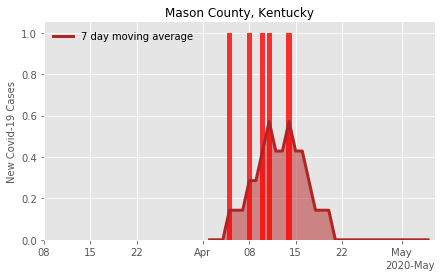 Mason County, Kentucky
7 day moving average
New Covid-19 Cases
1.0
0.8
0.6
0.4
0.2
0.0
08 15 22 Apr 08 15 22 May
2020-May